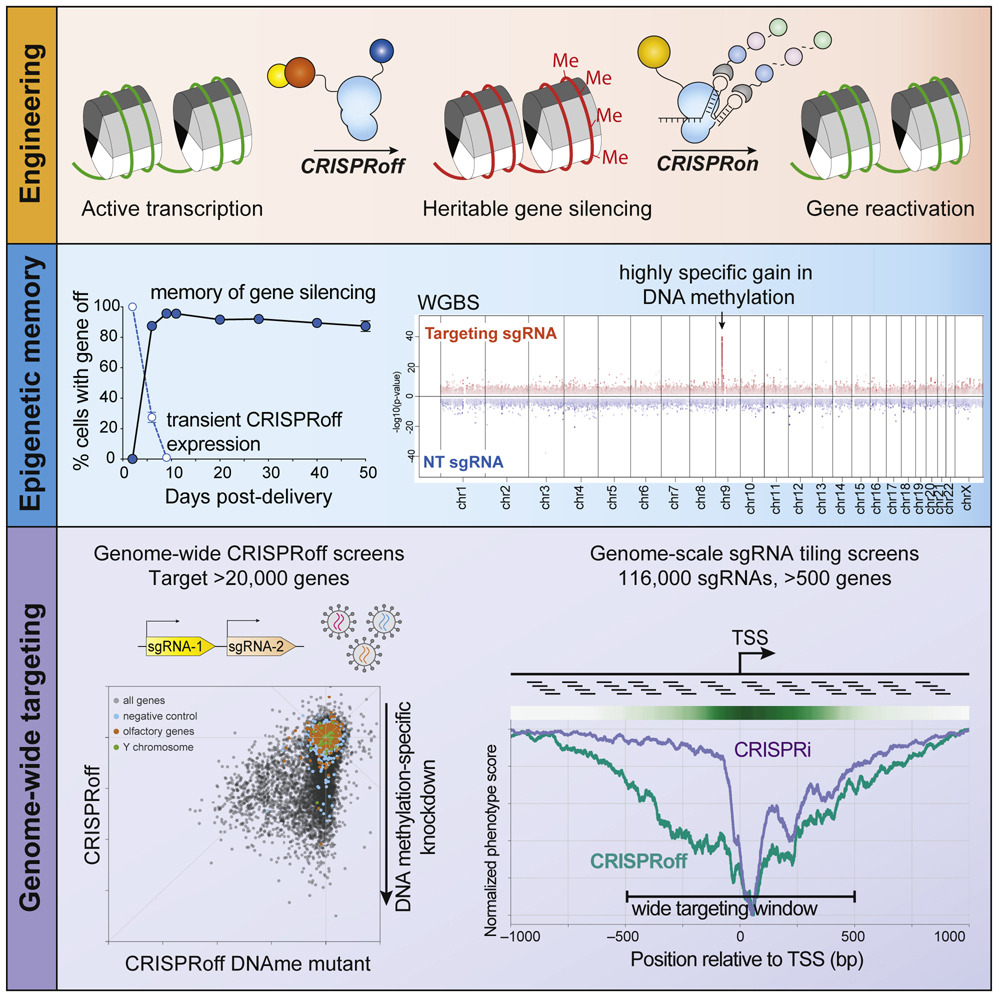 Engineering
Me
Me
Me
Me
CRISPRoff
CRISPRon
Active transcription
Heritable gene silencing
Gene reactivation
Epigenetic memory
% cells with gene off
100
80
60
40
20
0
memory of gene silencing
transient CRISPRoff
expression
0
10
20
30
40
50
Days post-delivery
highly specific gain in
DNA methylation
WGBS
Targeting sgRNA
NT sgRNA
-log10(p-value)
40
20
0
-20
-40
chr1
chr2
chr3
chr4
chr5
chr6
chr7
chr8
chr9
chr10
chr11
chr12
chr13
chr14
chr15
chr16
chr17
chr18
chr19
chr20
chr21
chr22
chrX
Genome-wide targeting
Genome-wide CRISPRoff screens
Target >20,000 genes
sgRNA-1
sgRNA-2
all genes
negative control
olfactory genes
Y chromosome
CRISPRoff
CRISPRoff DNAme mutant
DNA methylation-specific
knockdown
Genome-scale sgRNA tiling screens
116,000 sgRNAs, >500 genes
TSS
CRISPRi
CRISPRoff
wide targeting window
Normalized phenotype score
−1000
−500
0
500
1000
Position relative to TSS (bp)